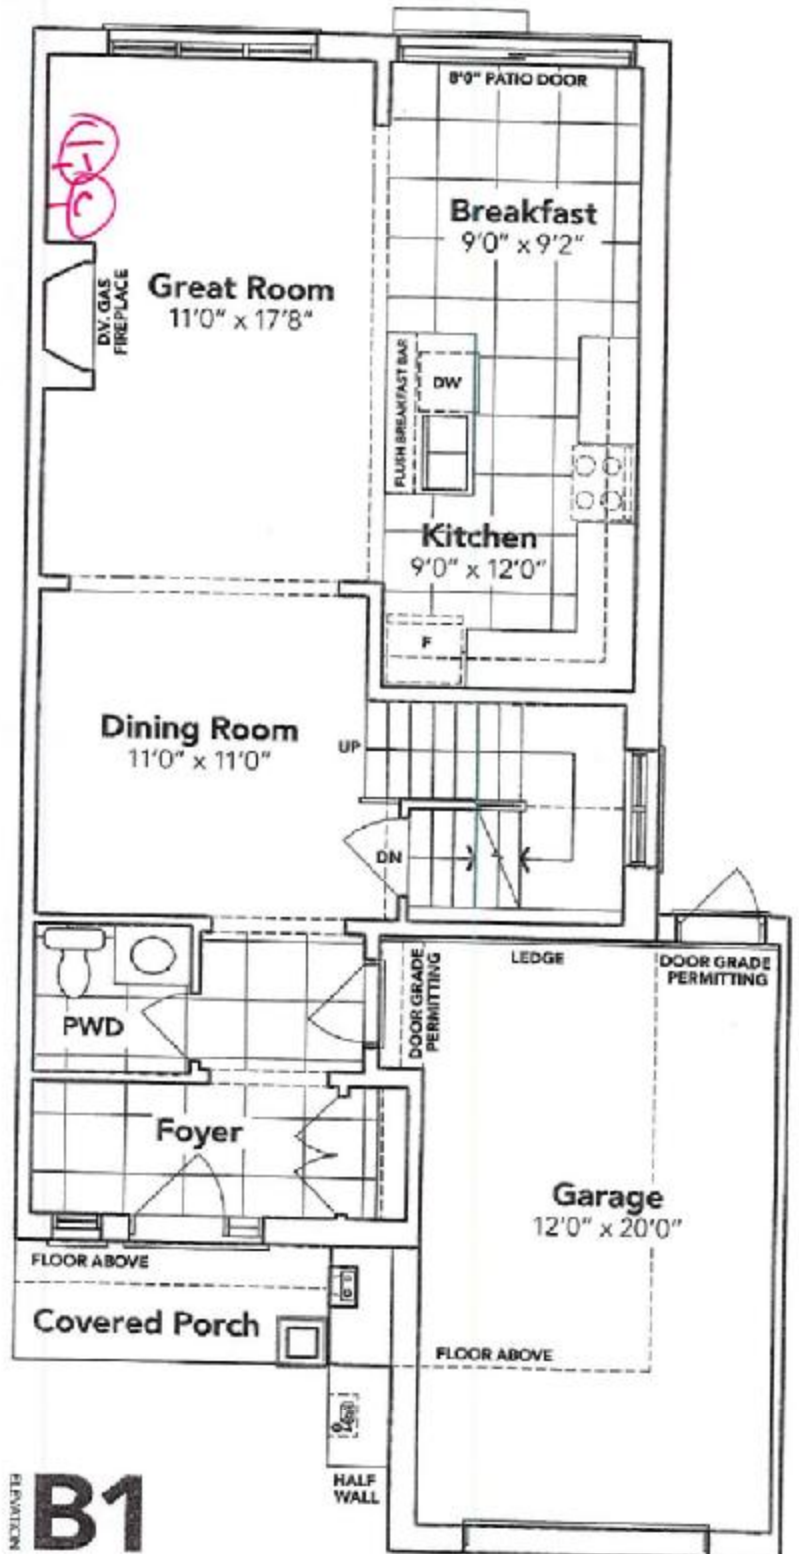 8'0" PATIO DOOR
Breakfast
9'0" x 9'2"
Great Room
11'0" x 17'8"
D.V. GAS
FIREPLACE
FLUSH BREAKFAST BAR
DW
Kitchen
9'0" x 12'0"
F
Dining Room
11'0" x 11'0"
UP
DN
PWD
DOOR GRADE
PERMITTING
LEDGE
DOOR GRADE
PERMITTING
Foyer
Garage
12'0" x 20'0"
FLOOR ABOVE
Covered Porch
FLOOR ABOVE
HALF
WALL
ELEVATION
B1